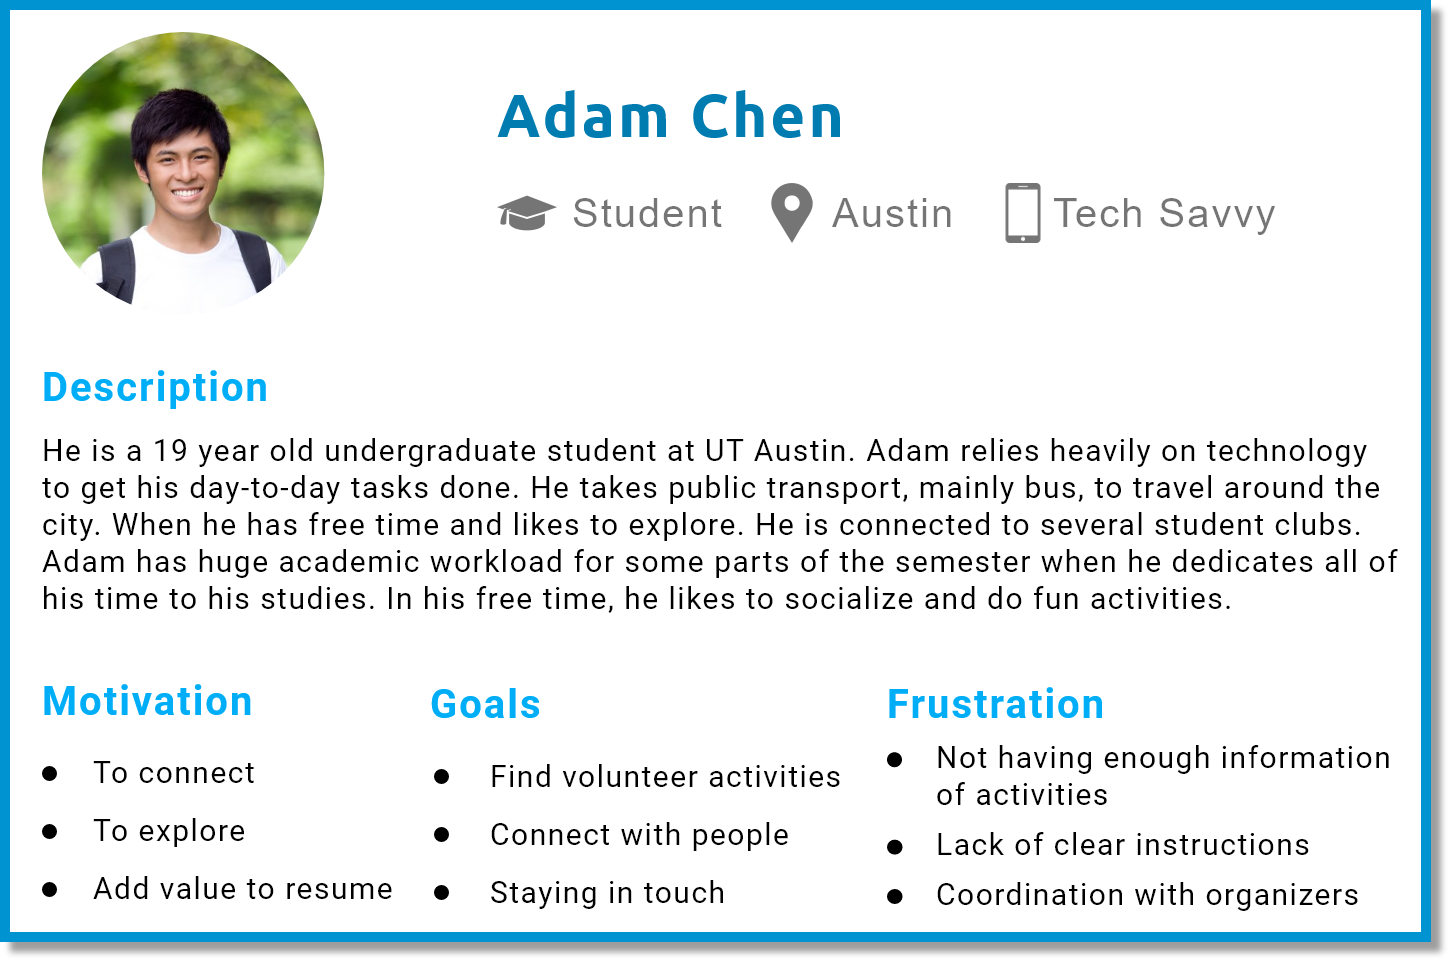 Adam Chen
Student
Austin
Tech Savvy
Description
He is a 19 year old undergraduate student at UT Austin. Adam relies heavily on technology
to get his day-to-day tasks done. He takes public transport, mainly bus, to travel around the
city. When he has free time and likes to explore. He is connected to several student clubs.
Adam has huge academic workload for some parts of the semester when he dedicates all of
his time to his studies. In his free time, he likes to socialize and do fun activities.
Motivation
To connect
To explore
Add value to resume
Goals
Find volunteer activities
Connect with people
Staying in touch
Frustration
Not having enough information
of activities
Lack of clear instructions
Coordination with organizers